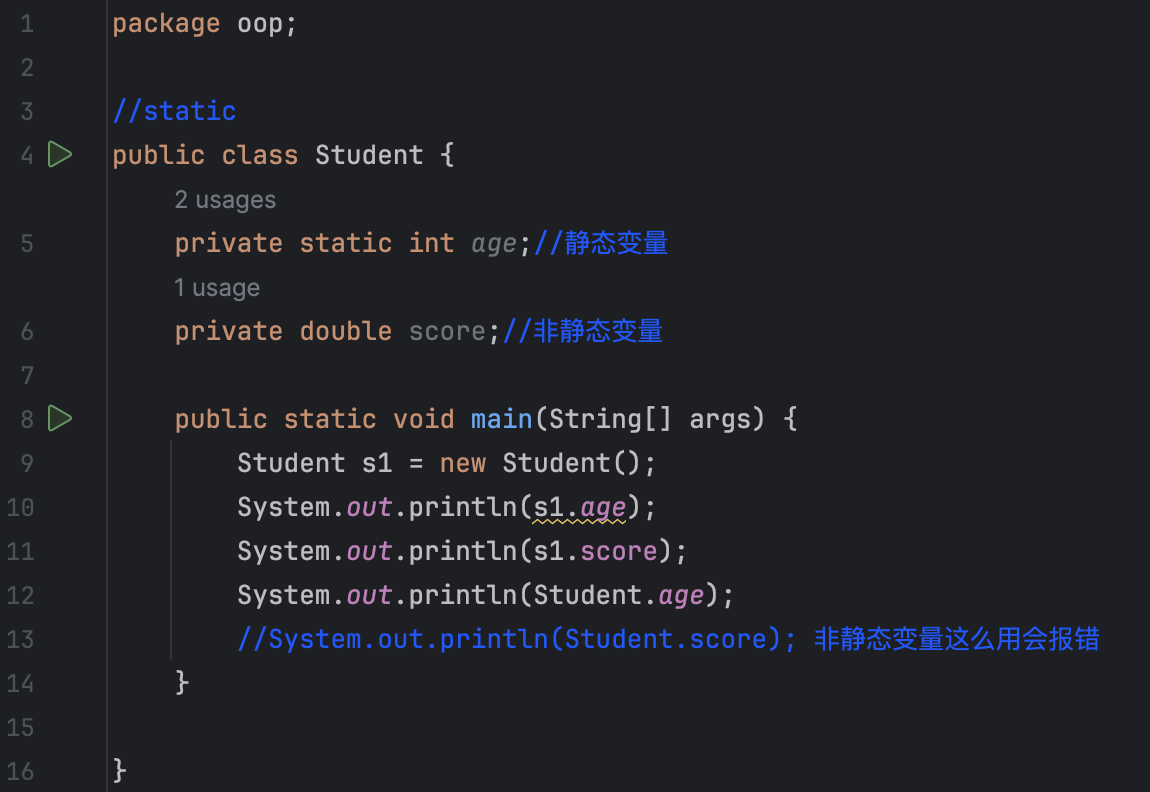 1 package oop;
2
3 //static
4 public class Student {
2 usages
5 private static int age;//静态变量
1 usage
6 private double score;//非静态变量
7
8 public static void main(String[] args) {
9 Student s1 = new Student();
10 System.out.println(s1.age);
11 System.out.println(s1.score);
12 System.out.println(Student.age);
13 //System.out.println(Student.score); 非静态变量这么用会报错
14 }
15
16 }